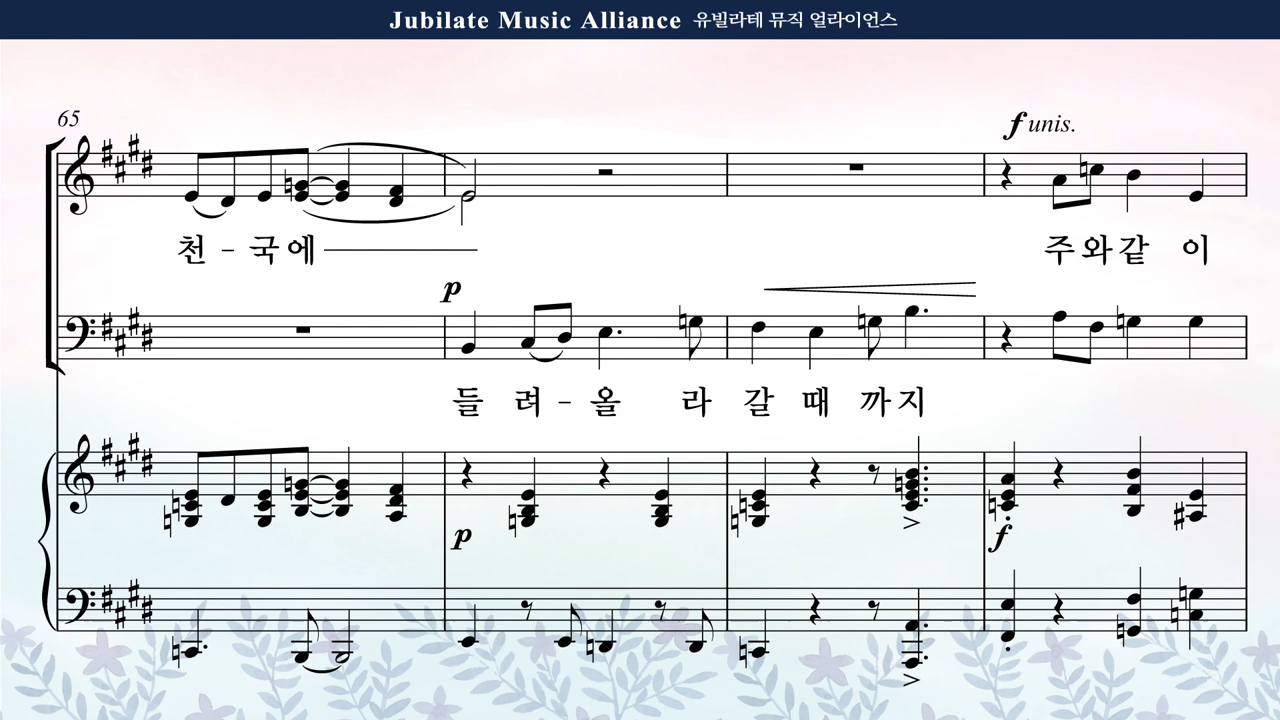 Jubilate Music Alliance 유빌라테 뮤직 얼라이언스
65
f unis.
천 - 국에
주와같 이
p
들 려 - 올 라 갈 때 까지
p
f